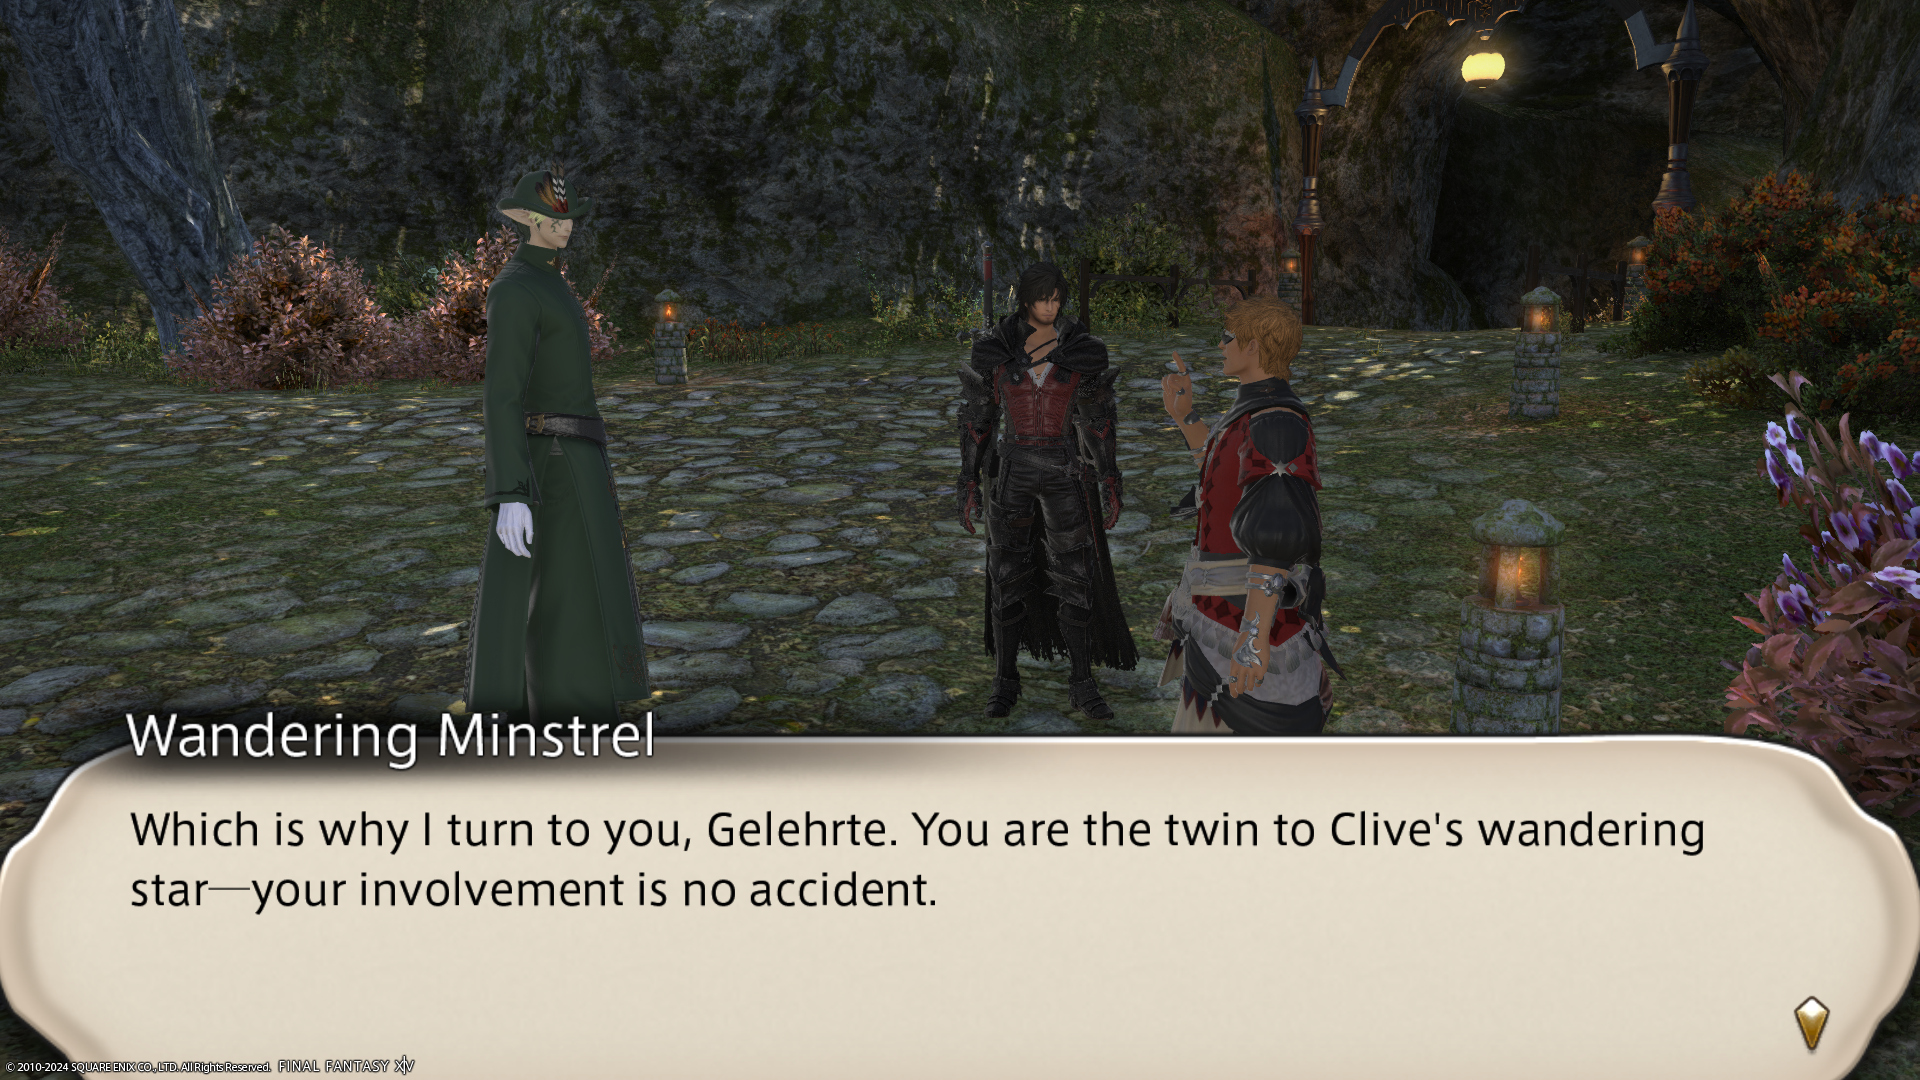 Wandering Minstrel
Which is why I turn to you, Gelehrte. You are the twin to Clive's wandering
star—your involvement is no accident.
© 2010-2024 SQUARE ENIX CO., LTD. All Rights Reserved. FINAL FANTASY XIV